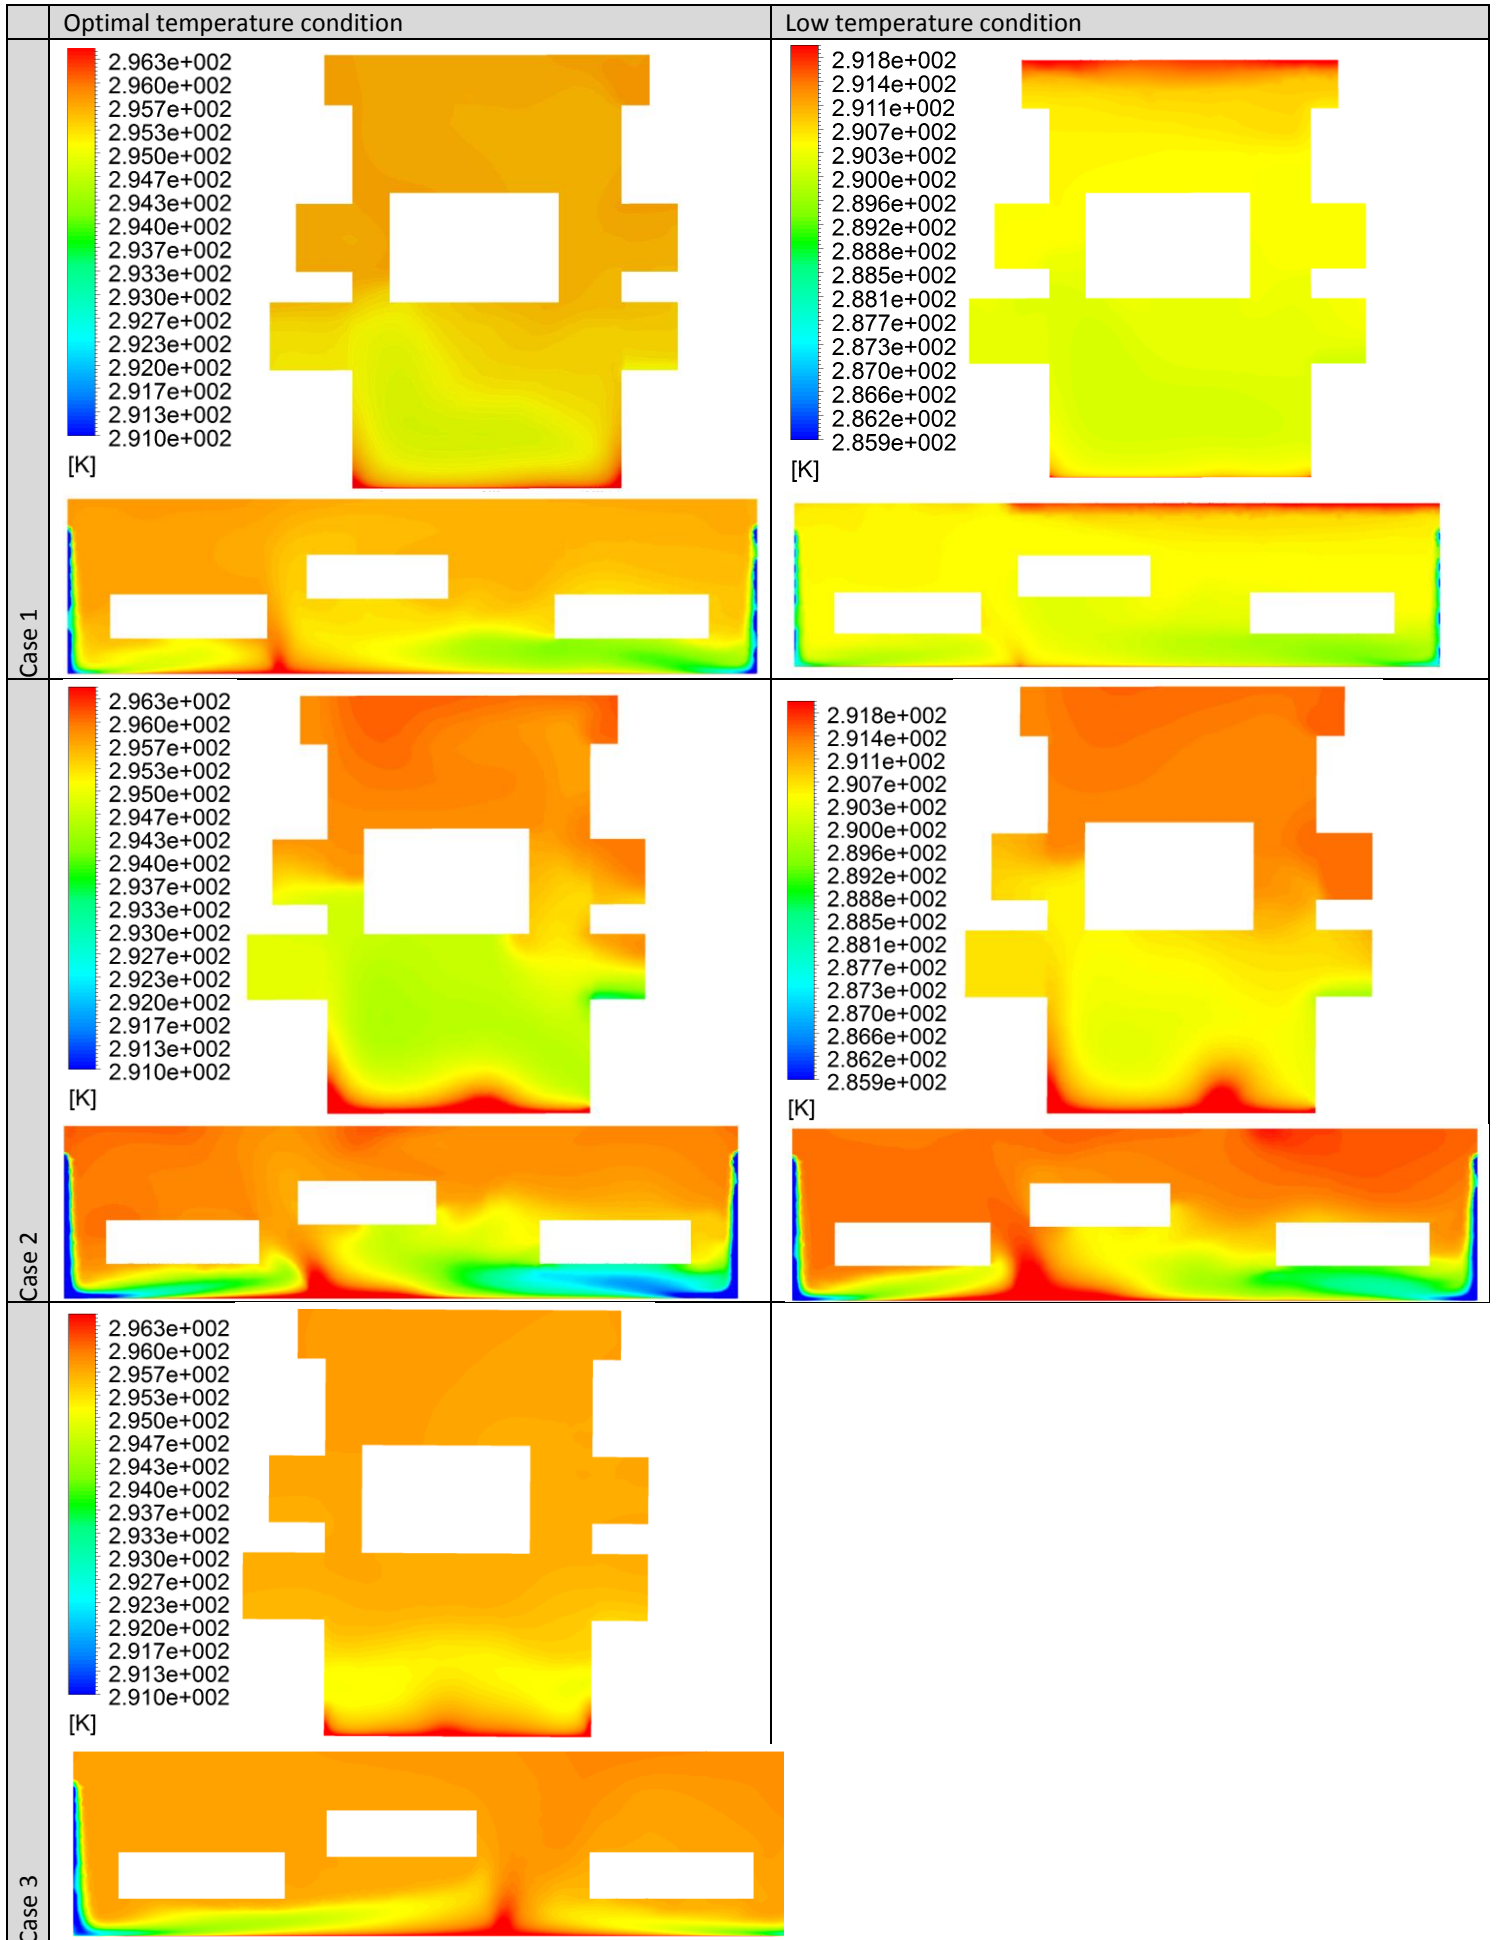 Optimal temperature condition
Low temperature condition
Case 1
2.963e+002
2.960e+002
2.957e+002
2.953e+002
2.950e+002
2.947e+002
2.943e+002
2.940e+002
2.937e+002
2.933e+002
2.930e+002
2.927e+002
2.923e+002
2.920e+002
2.917e+002
2.913e+002
2.910e+002
[K]
2.918e+002
2.914e+002
2.911e+002
2.907e+002
2.903e+002
2.900e+002
2.896e+002
2.892e+002
2.888e+002
2.885e+002
2.881e+002
2.877e+002
2.873e+002
2.870e+002
2.866e+002
2.862e+002
2.859e+002
[K]
Case 2
2.963e+002
2.960e+002
2.957e+002
2.953e+002
2.950e+002
2.947e+002
2.943e+002
2.940e+002
2.937e+002
2.933e+002
2.930e+002
2.927e+002
2.923e+002
2.920e+002
2.917e+002
2.913e+002
2.910e+002
[K]
2.918e+002
2.914e+002
2.911e+002
2.907e+002
2.903e+002
2.900e+002
2.896e+002
2.892e+002
2.888e+002
2.885e+002
2.881e+002
2.877e+002
2.873e+002
2.870e+002
2.866e+002
2.862e+002
2.859e+002
[K]
Case 3
2.963e+002
2.960e+002
2.957e+002
2.953e+002
2.950e+002
2.947e+002
2.943e+002
2.940e+002
2.937e+002
2.933e+002
2.930e+002
2.927e+002
2.923e+002
2.920e+002
2.917e+002
2.913e+002
2.910e+002
[K]